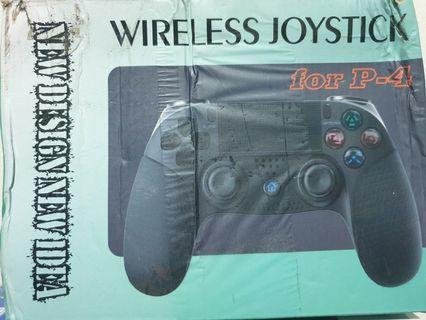 WIRELESS JOYSTICK
for P-4
NEW DESIGN NEW IDEA